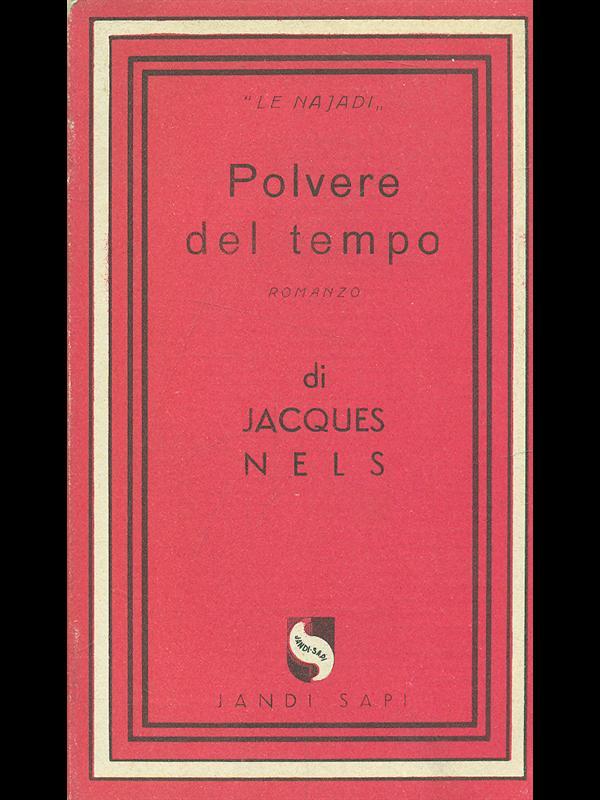 "LE NAJADI„
Polvere
del tempo
ROMANZO
di
JACQUES
NELS
JANDI-SAPI
JANDI SAPI